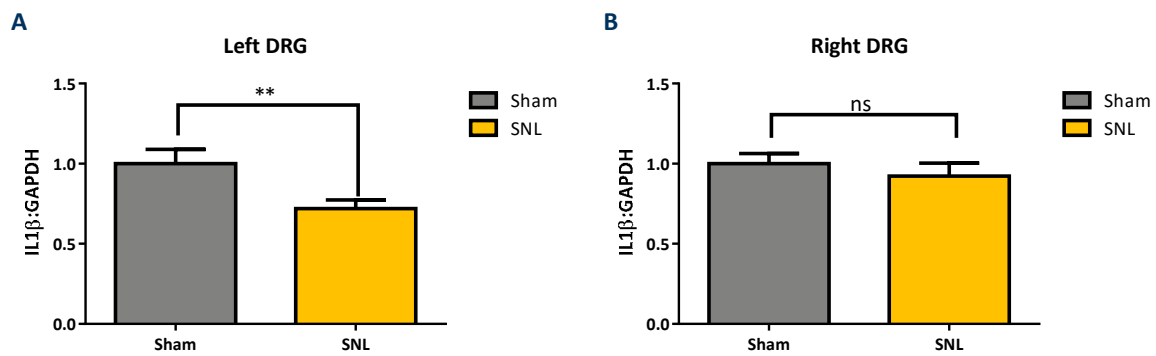 A
Left DRG
1.5
1.0
0.5
0.0
IL1β:GAPDH
**
Sham
SNL
Sham
SNL
B
Right DRG
1.5
1.0
0.5
0.0
IL1β:GAPDH
ns
Sham
SNL
Sham
SNL